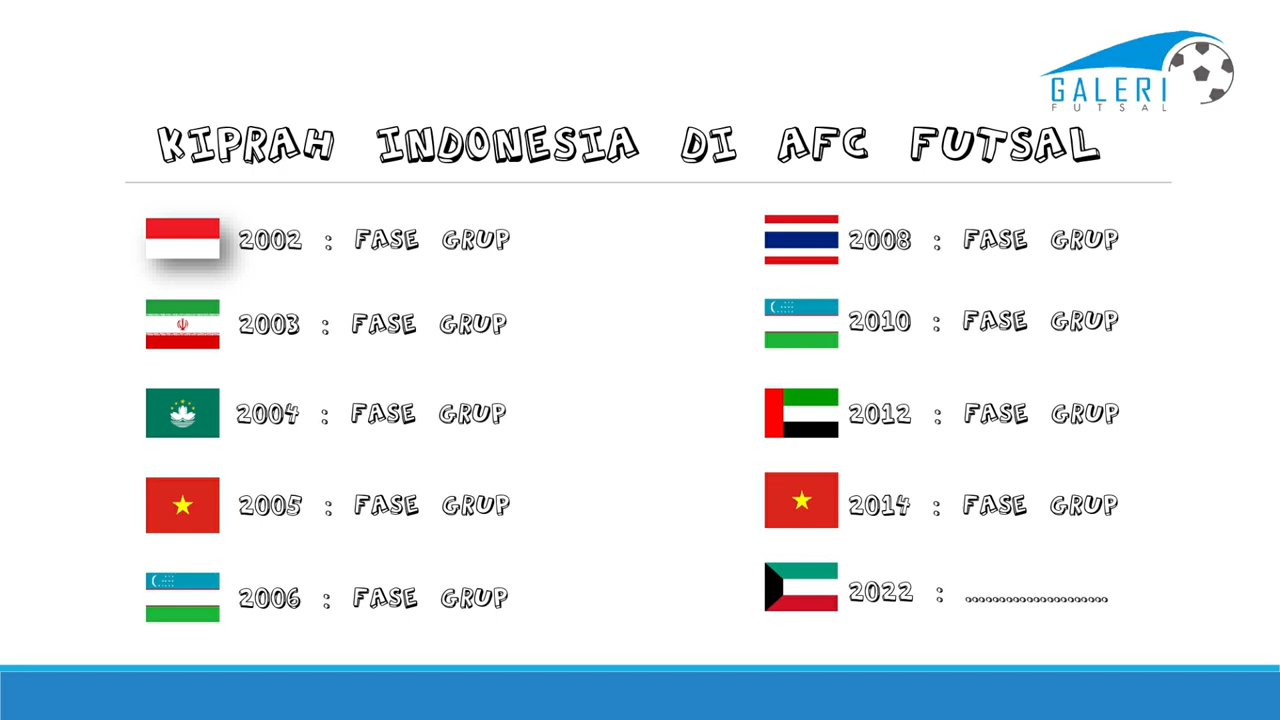 GALERI
FUTSAL
KIPRAH INDONESIA DI AFC FUTSAL
2002 : FASE GRUP
2003 : FASE GRUP
2004 : FASE GRUP
2005 : FASE GRUP
2006 : FASE GRUP
2008 : FASE GRUP
2010 : FASE GRUP
2012 : FASE GRUP
2014 : FASE GRUP
2022 : .....................